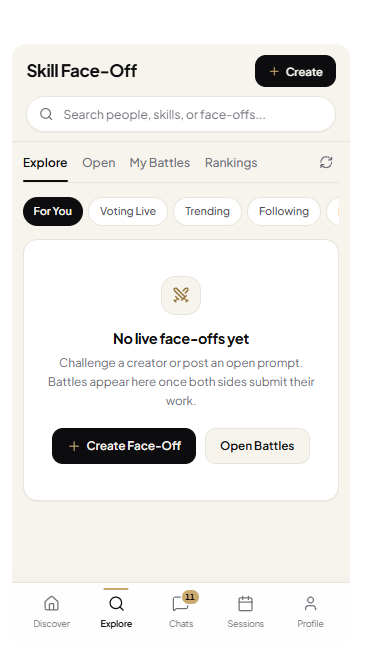 Skill Face-Off
+ Create
Search people, skills, or face-offs...
Explore Open My Battles Rankings
For You Voting Live Trending Following
No live face-offs yet
Challenge a creator or post an open prompt.
Battles appear here once both sides submit their
work.
+ Create Face-Off Open Battles
11
Discover Explore Chats Sessions Profile